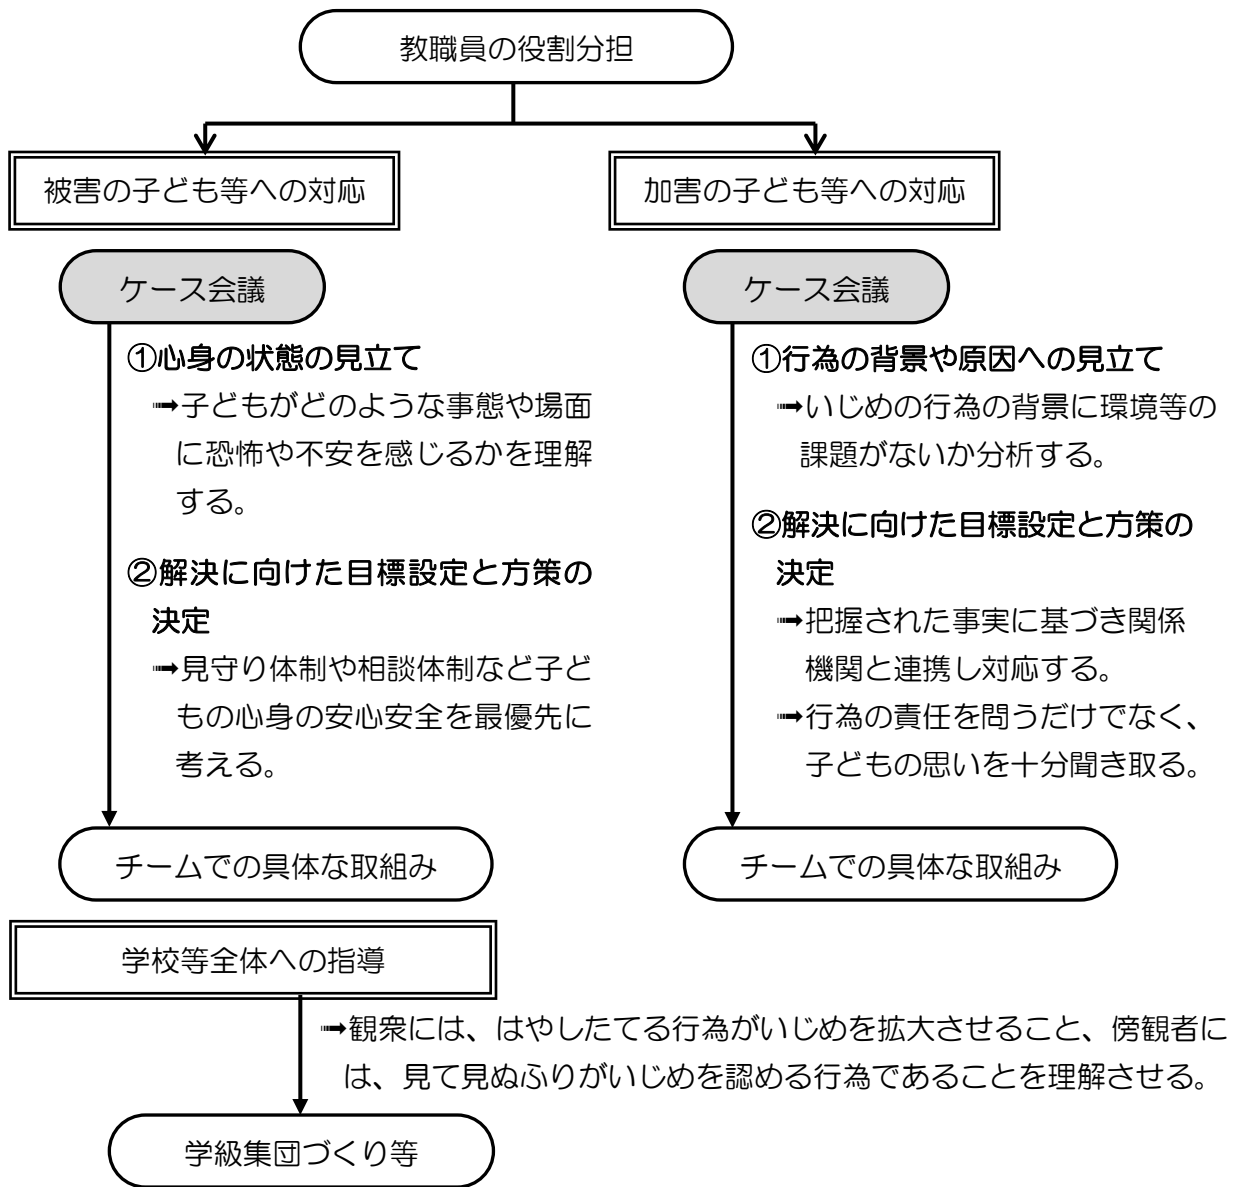 教職員の役割分担
被害の子ども等への対応
ケース会議
①心身の状態の見立て
➟子どもがどのような事態や場面
に恐怖や不安を感じるかを理解
する。
②解決に向けた目標設定と方策の
決定
➟見守り体制や相談体制など子ど
もの心身の安心安全を最優先に
考える。
チームでの具体な取組み
加害の子ども等への対応
ケース会議
①行為の背景や原因への見立て
➟いじめの行為の背景に環境等の
課題がないか分析する。
②解決に向けた目標設定と方策の
決定
➟把握された事実に基づき関係
機関と連携し対応する。
➟行為の責任を問うだけでなく、
子どもの思いを十分聞き取る。
チームでの具体な取組み
学校等全体への指導
➟観衆には、はやしたてる行為がいじめを拡大させること、傍観者に
は、見て見ぬふりがいじめを認める行為であることを理解させる。
学級集団づくり等